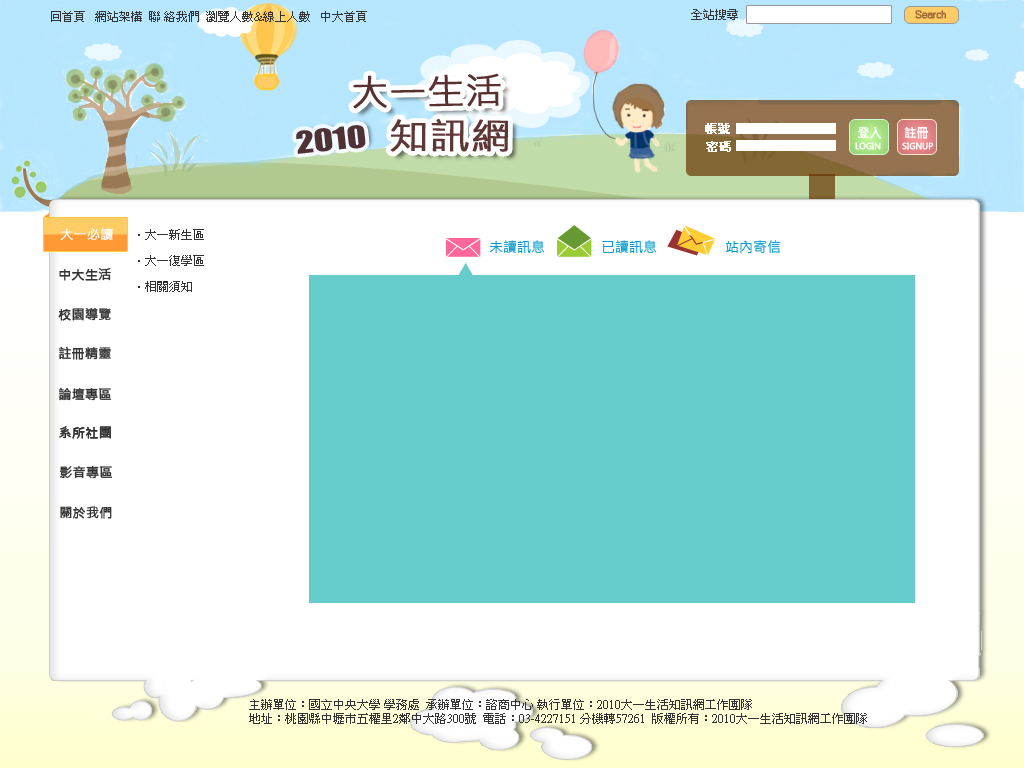 回首頁 網站架構 聯 絡我們 瀏覽人數&線上人數 中大首頁
全站搜尋 Search
大一生活
2010 知訊網
帳號
密碼
登入 LOGIN
註冊 SIGNUP
大一必讀
中大生活
校園導覽
註冊精靈
論壇專區
系所社團
影音專區
關於我們
·大一新生區
·大一復學區
·相關須知
未讀訊息 已讀訊息 站內寄信
主辦單位：國立中央大學 學務處 承辦單位：諮商中心 執行單位：2010大一生活知訊網工作團隊
地址：桃園縣中壢市五權里2鄰中大路300號 電話：03-4227151 分機轉57261 版權所有：2010大一生活知訊網工作團隊